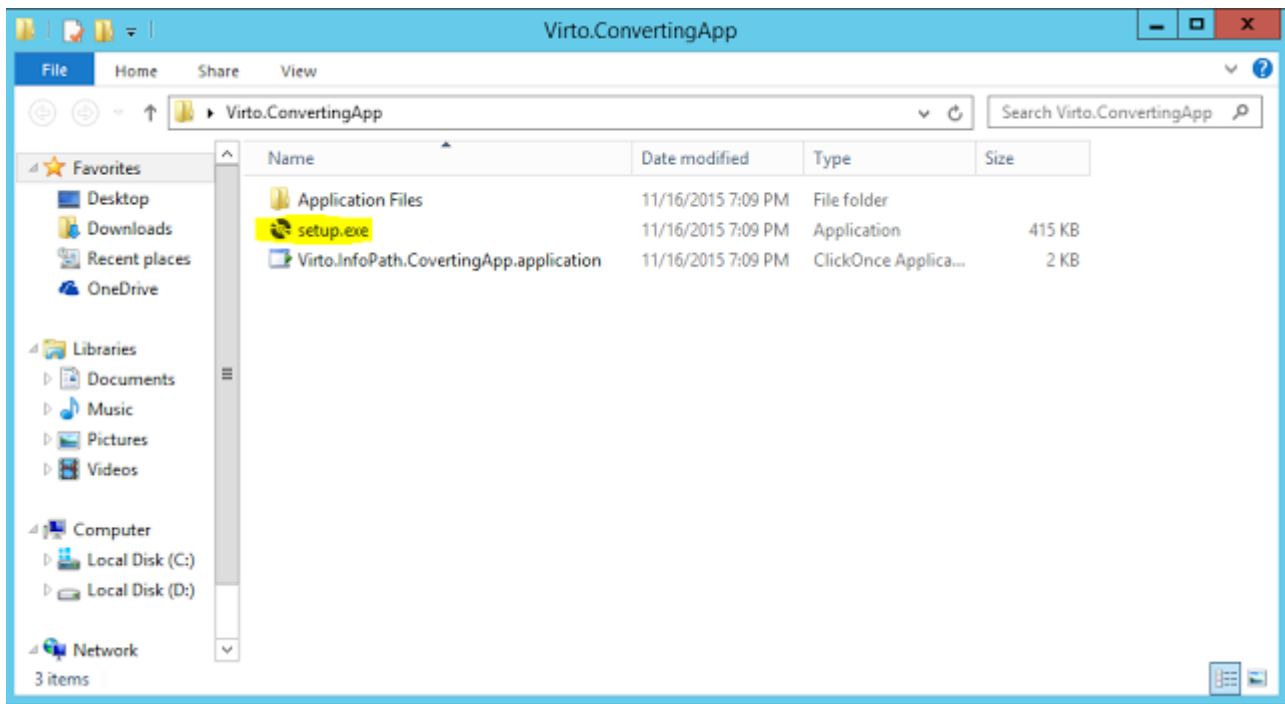 Virto.ConvertingApp
File Home Share View
Virto.ConvertingApp Search Virto.ConvertingApp
Name Date modified Type Size
Favorites
Desktop
Downloads
Recent places
OneDrive
Libraries
Documents
Music
Pictures
Videos
Computer
Local Disk (C:)
Local Disk (D:)
Network
Application Files 11/16/2015 7:09 PM File folder
setup.exe 11/16/2015 7:09 PM Application 415 KB
Virto.InfoPath.CovertingApp.application 11/16/2015 7:09 PM ClickOnce Applica... 2 KB
3 items